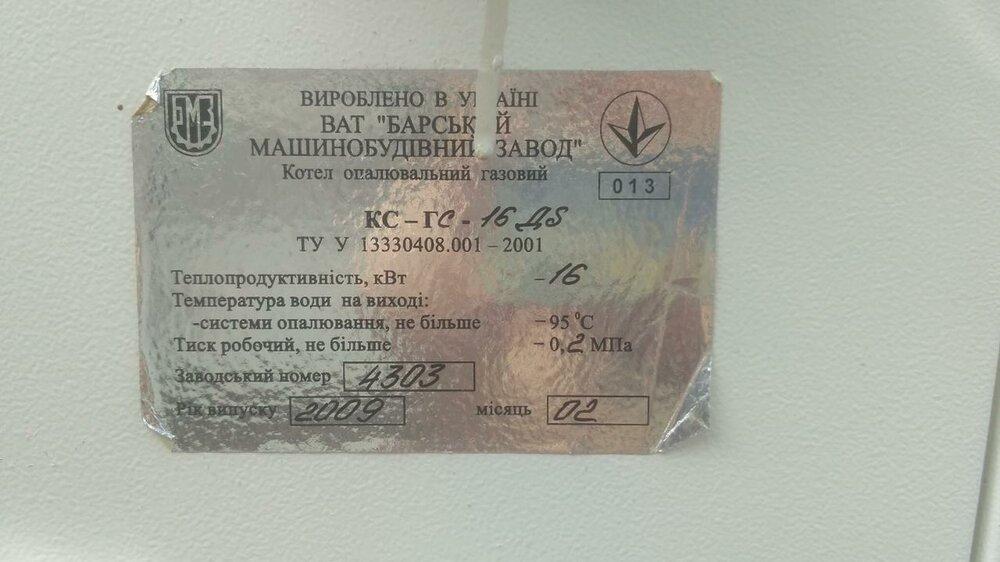 БМЗ
ВИРОБЛЕНО В УКРАЇНІ
ВАТ "БАРСЬКИЙ
МАШИНОБУДІВНИЙ ЗАВОД"
Котел опалювальний газовий
013
КС – ГС - 16 ДS
ТУ У 13330408.001 – 2001
Теплопродуктивність, кВт – 16
Температура води на виході:
-системи опалювання, не більше – 95 °С
Тиск робочий, не більше – 0,2 МПа
Заводський номер 4303
Рік випуску 2009 місяць 02